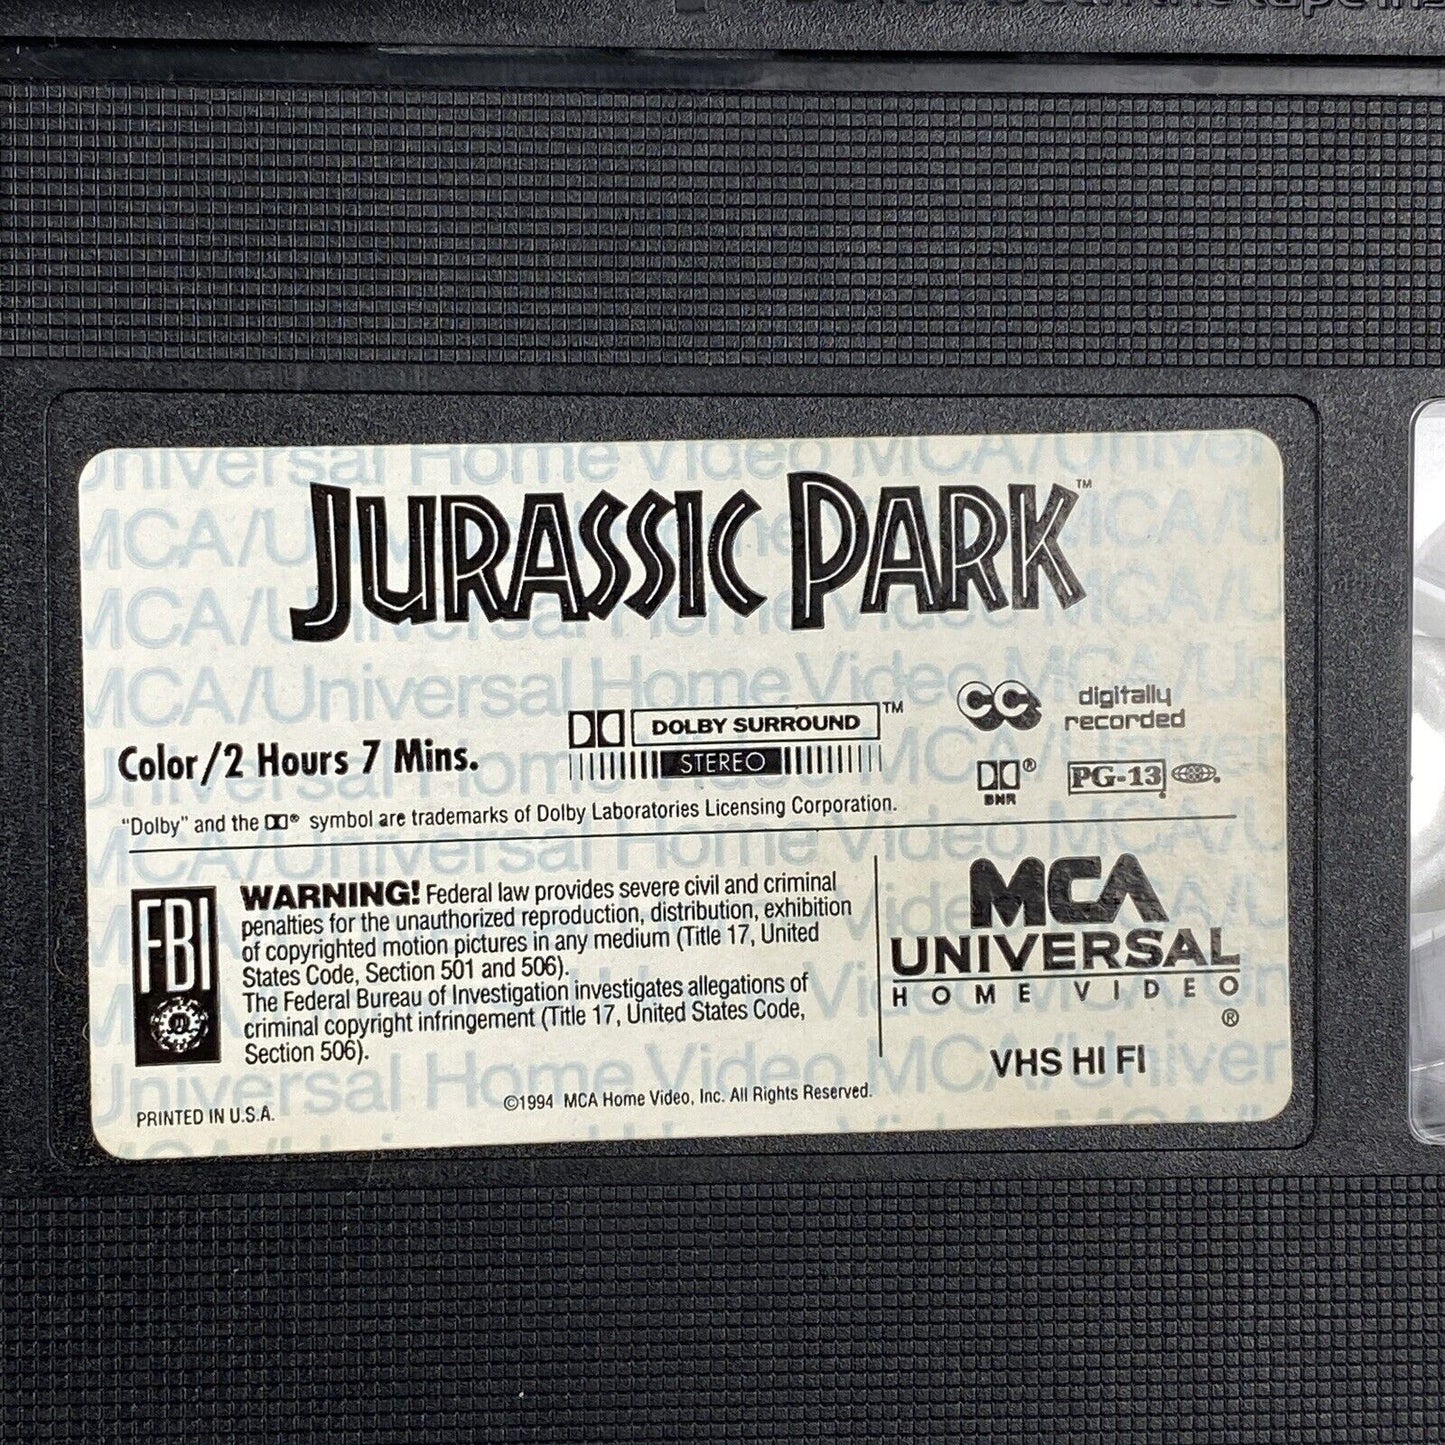 JURASSIC PARK™
Color/2 Hours 7 Mins.
DOLBY SURROUND™
STEREO
CC
digitally
recorded
® BNR
PG-13®
"Dolby" and the ® symbol are trademarks of Dolby Laboratories Licensing Corporation.
FBI
WARNING! Federal law provides severe civil and criminal
penalties for the unauthorized reproduction, distribution, exhibition
of copyrighted motion pictures in any medium (Title 17, United
States Code, Section 501 and 506).
The Federal Bureau of Investigation investigates allegations of
criminal copyright infringement (Title 17, United States Code,
Section 506).
MCA
UNIVERSAL
HOME VIDEO
®
VHS HI FI
PRINTED IN U.S.A.
©1994 MCA Home Video, Inc. All Rights Reserved.